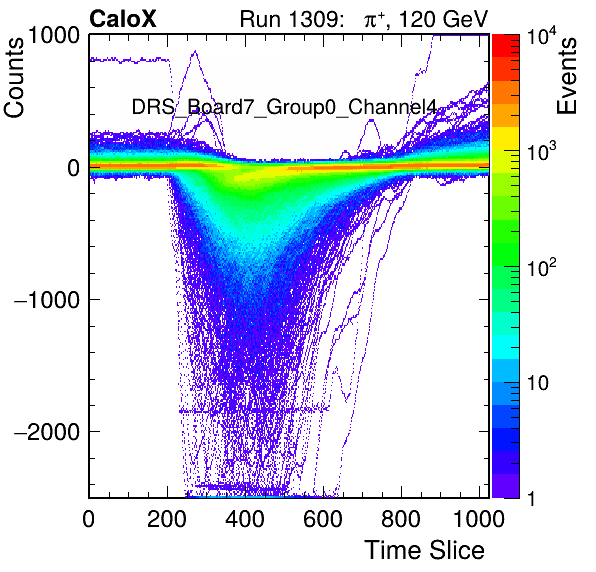 CaloX Run 1309: π⁺, 120 GeV
Counts
Events
DRS_Board7_Group0_Channel4
1000
0
−1000
−2000
0 200 400 600 800 1000
Time Slice
10⁴
10³
10²
10
1